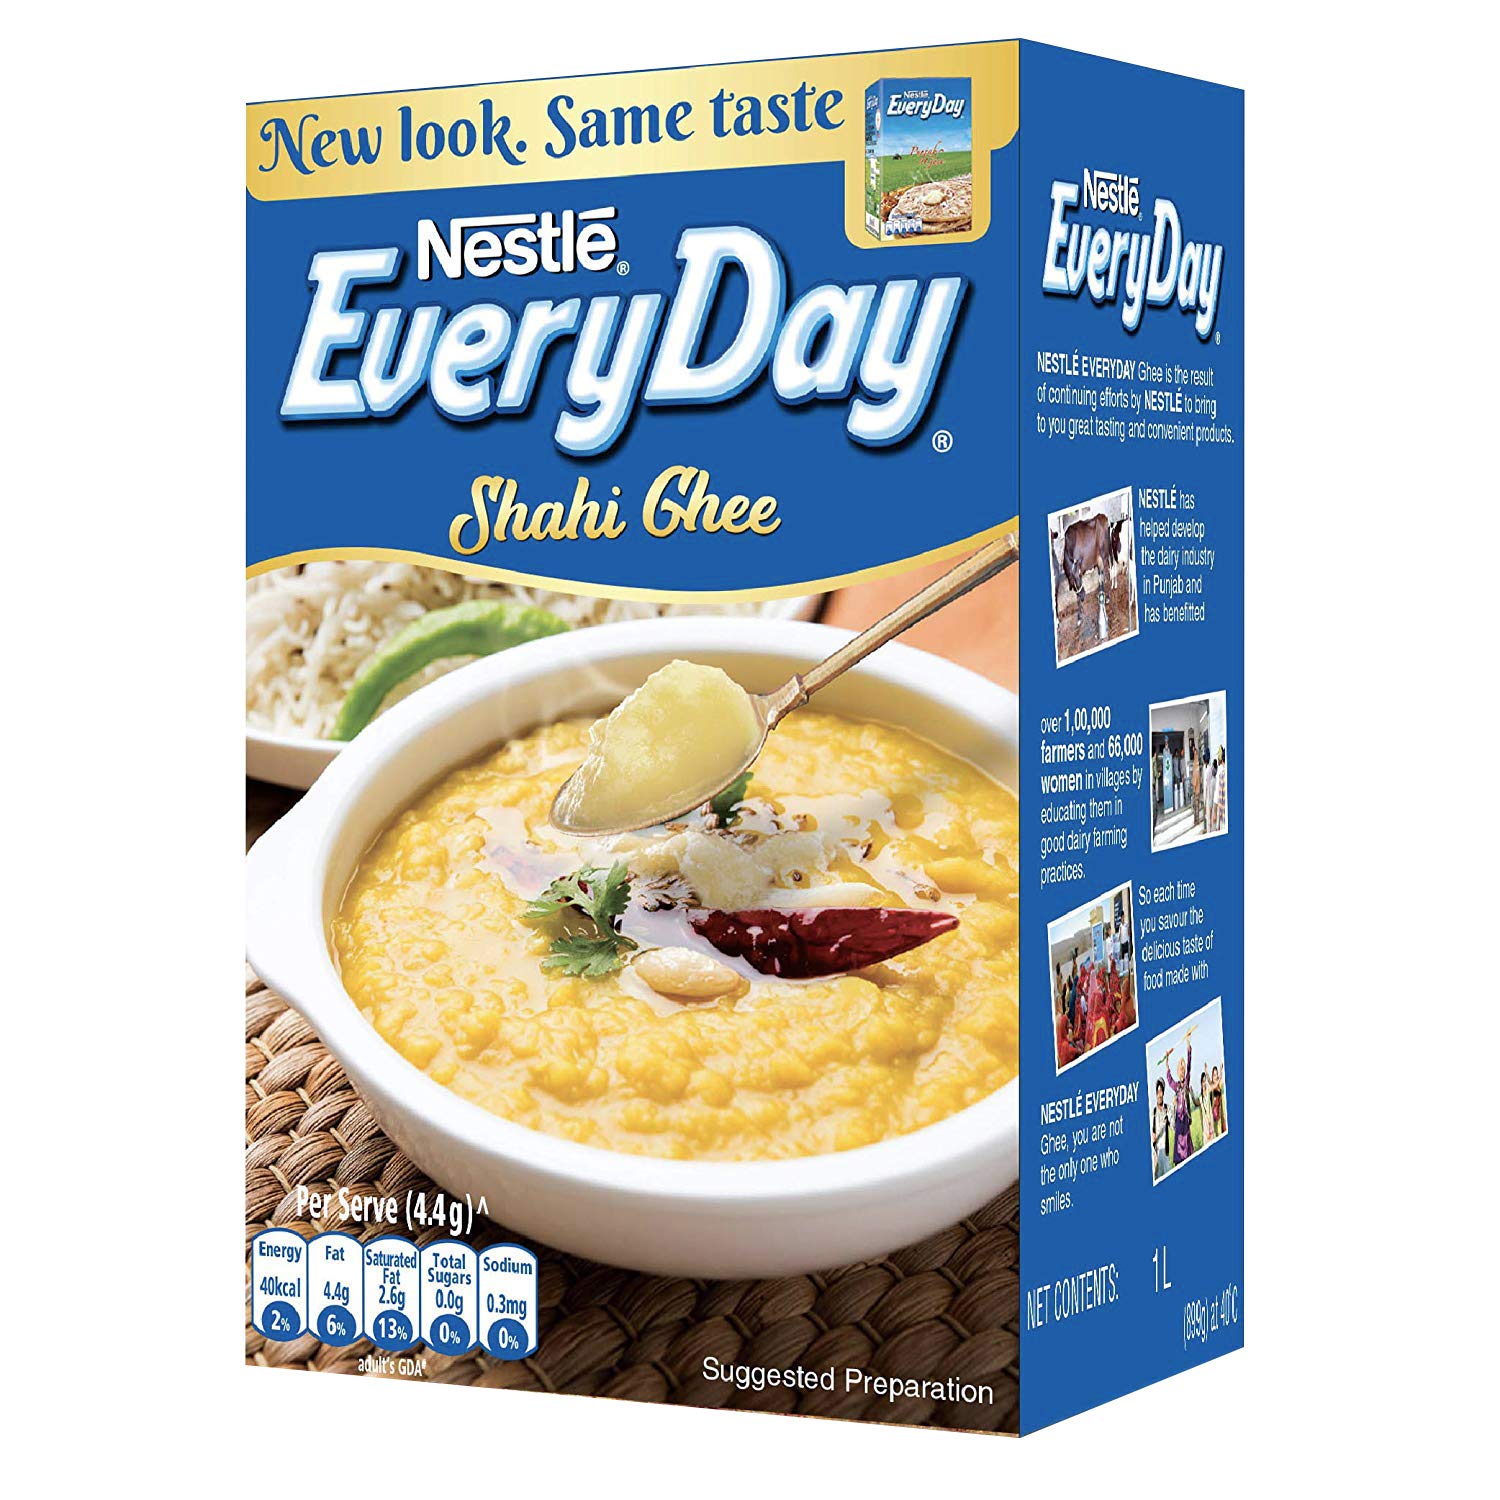 New look. Same taste
Nestlé
EveryDay
Nestlé®
EveryDay®
Shahi Ghee
Per Serve (4.4g)^
Energy
40kcal
2%
Fat
4.4g
6%
Saturated
Fat
2.6g
13%
Total
Sugars
0.0g
0%
Sodium
0.3mg
0%
adult's GDA#
Suggested Preparation
Nestlé®
EveryDay®
NESTLÉ EVERYDAY Ghee is the result
of continuing efforts by NESTLÉ to bring
to you great tasting and convenient products.
NESTLÉ has
helped develop
the dairy industry
in Punjab and
has benefitted
over 1,00,000
farmers and 66,000
women in villages by
educating them in
good dairy farming
practices.
So each time
you savour the
delicious taste of
food made with
NESTLÉ EVERYDAY
Ghee, you are not
the only one who
smiles.
NET CONTENTS: 1 L
(899g) at 40°C